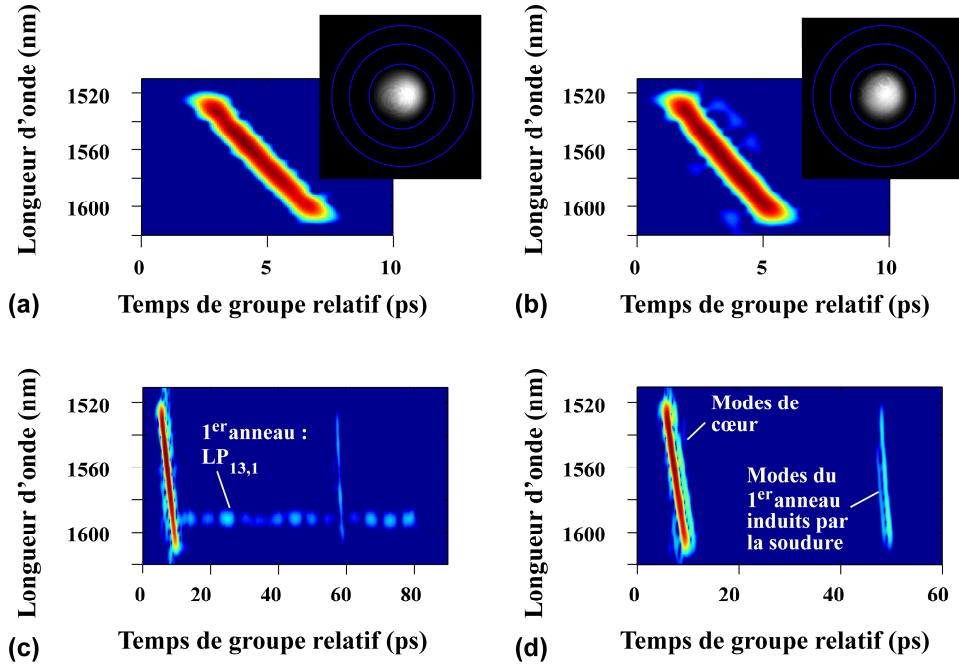 Longueur d'onde (nm)
1520
1560
1600
0 5 10
(a) Temps de groupe relatif (ps)
Longueur d'onde (nm)
1520
1560
1600
0 5 10
(b) Temps de groupe relatif (ps)
Longueur d'onde (nm)
1520
1560
1600
1er anneau :
LP13,1
0 20 40 60 80
(c) Temps de groupe relatif (ps)
Longueur d'onde (nm)
1520
1560
1600
Modes de
cœur
Modes du
1er anneau
induits par
la soudure
0 20 40 60
(d) Temps de groupe relatif (ps)